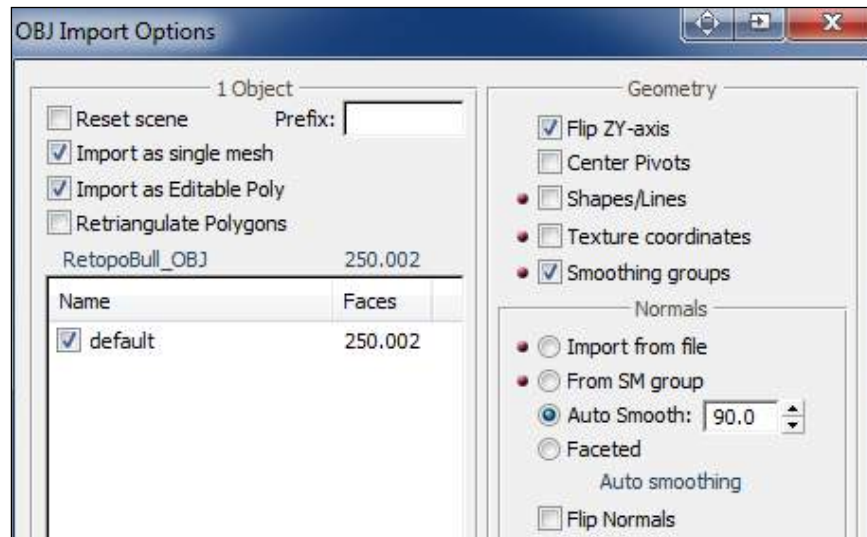 OBJ Import Options
1 Object
Reset scene Prefix:
Import as single mesh
Import as Editable Poly
Retriangulate Polygons
RetopoBull_OBJ 250.002
Name Faces
default 250.002
Geometry
Flip ZY-axis
Center Pivots
Shapes/Lines
Texture coordinates
Smoothing groups
Normals
Import from file
From SM group
Auto Smooth: 90.0
Faceted
Auto smoothing
Flip Normals